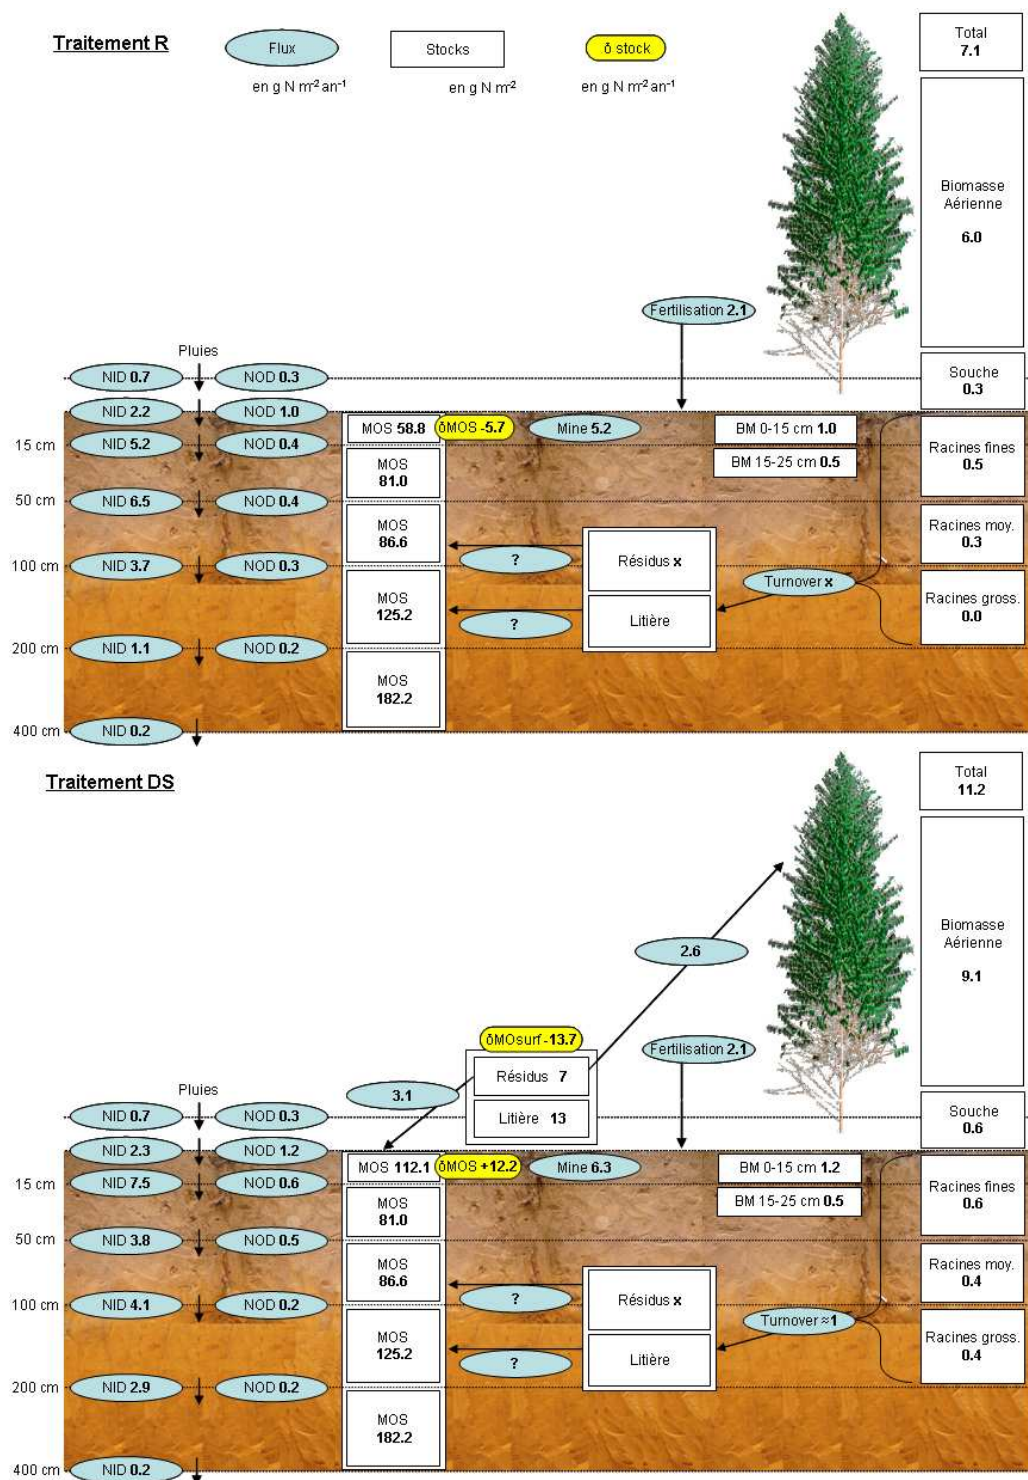 Traitement R
Flux
Stocks
δ stock
en g N m⁻² an⁻¹
en g N m⁻²
en g N m⁻² an⁻¹
Total
7.1
Biomasse
Aérienne
6.0
Fertilisation 2.1
Pluies
NID 0.7
NOD 0.3
Souche
0.3
NID 2.2
NOD 1.0
MOS 58.8
δMOS -5.7
Mine 5.2
BM 0-15 cm 1.0
15 cm
NID 5.2
NOD 0.4
Racines fines
0.5
MOS
81.0
BM 15-25 cm 0.5
50 cm
NID 6.5
NOD 0.4
MOS
86.6
Racines moy.
0.3
?
Résidus x
100 cm
NID 3.7
NOD 0.3
Turnover x
MOS
125.2
Racines gross.
0.0
?
Litière
200 cm
NID 1.1
NOD 0.2
MOS
182.2
400 cm
NID 0.2
Traitement DS
Total
11.2
Biomasse
Aérienne
9.1
2.6
δMOsurf -13.7
Fertilisation 2.1
Résidus 7
3.1
Litière 13
Pluies
NID 0.7
NOD 0.3
Souche
0.6
NID 2.3
NOD 1.2
MOS 112.1
δMOS +12.2
Mine 6.3
BM 0-15 cm 1.2
15 cm
NID 7.5
NOD 0.6
Racines fines
0.6
MOS
81.0
BM 15-25 cm 0.5
50 cm
NID 3.8
NOD 0.5
MOS
86.6
Racines moy.
0.4
?
Résidus x
100 cm
NID 4.1
NOD 0.2
Turnover ≈1
MOS
125.2
Racines gross.
0.4
?
Litière
200 cm
NID 2.9
NOD 0.2
MOS
182.2
400 cm
NID 0.2